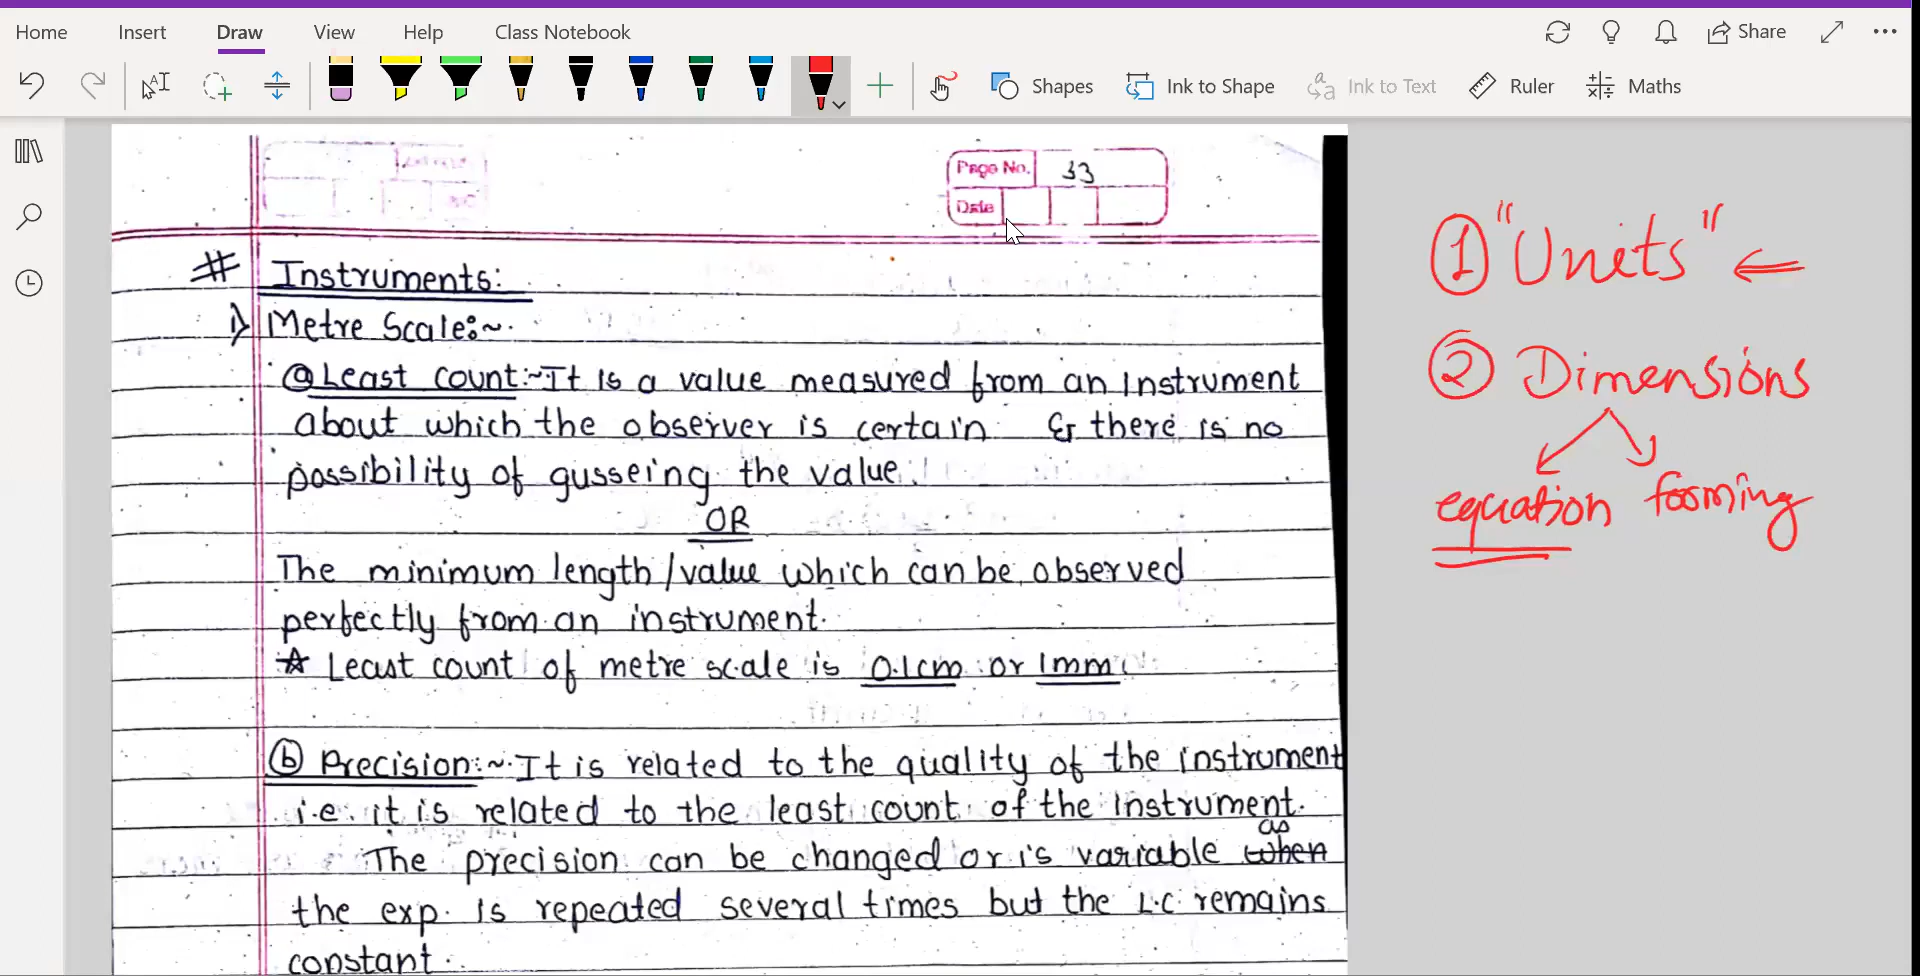 Home Insert Draw View Help Class Notebook Share
Shapes Ink to Shape Ink to Text Ruler Maths
Page No. 33
Date
# Instruments:
1) Metre Scale:~
ⓐ Least count:~ It is a value measured from an instrument
about which the observer is certain & there is no
possibility of gusseing the value.
OR
The minimum length/value which can be observed
perfectly from an instrument.
☆ Least count of metre scale is 0.1cm or 1mm
ⓑ Precision:~ It is related to the quality of the instrument
i.e. it is related to the least count of the instrument.
as
The precision can be changed or is variable when
the exp. is repeated several times but the L.C remains
constant.
① "Units" ⇐
② Dimensions
equation forming